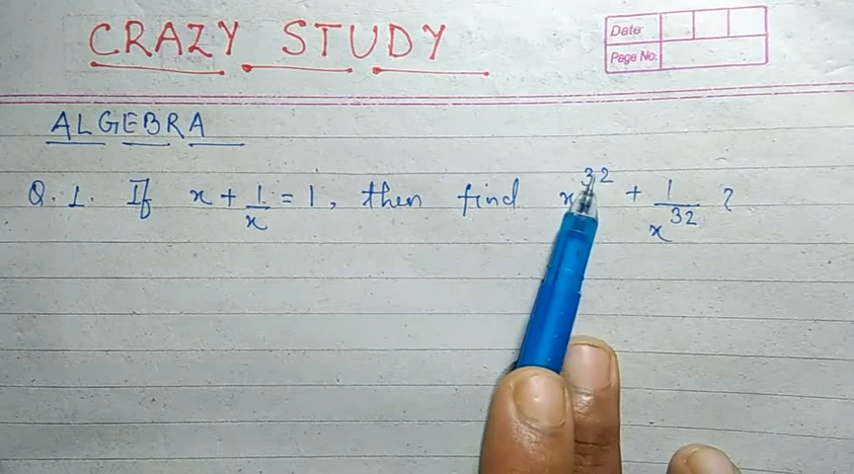 CRAZY STUDY
Date
Page No.
ALGEBRA
Q.1. If x + 1/x = 1, then find x^32 + 1/x^32 ?